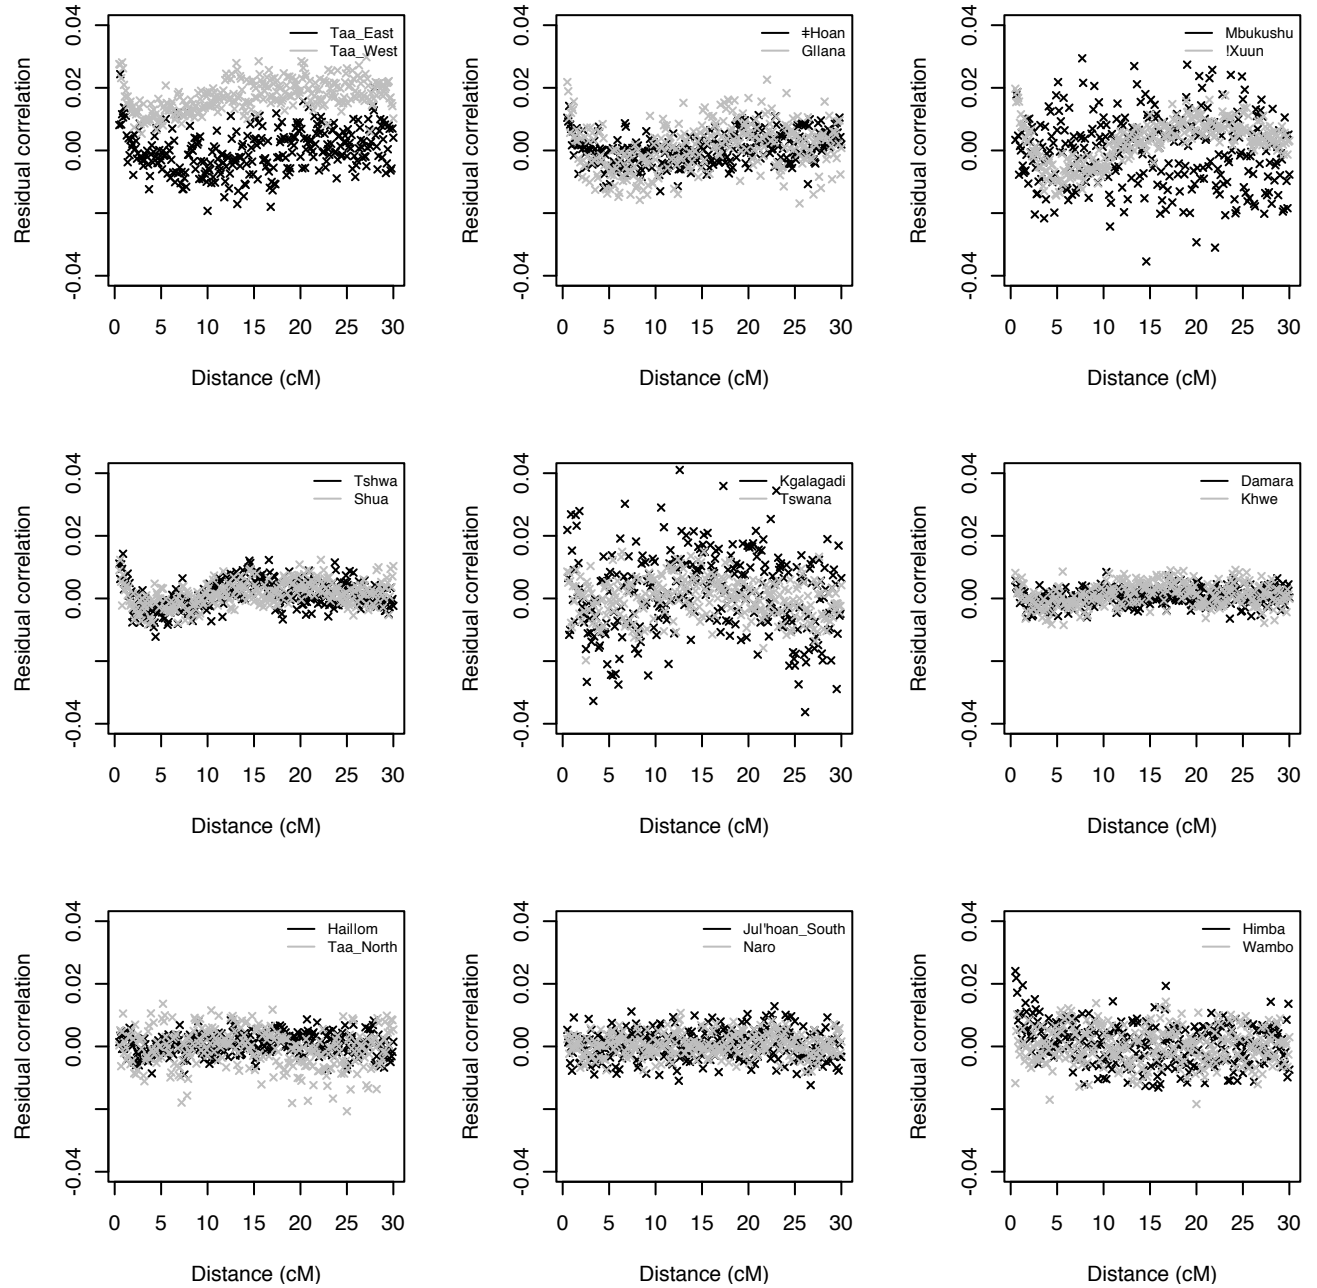 Taa_East
Taa_West
Residual correlation
-0.04 0.00 0.02 0.04
0 5 10 15 20 25 30
Distance (cM)
ǂHoan
GIIana
Residual correlation
-0.04 0.00 0.02 0.04
0 5 10 15 20 25 30
Distance (cM)
Mbukushu
!Xuun
Residual correlation
-0.04 0.00 0.02 0.04
0 5 10 15 20 25 30
Distance (cM)
Tshwa
Shua
Residual correlation
-0.04 0.00 0.02 0.04
0 5 10 15 20 25 30
Distance (cM)
Kgalagadi
Tswana
Residual correlation
-0.04 0.00 0.02 0.04
0 5 10 15 20 25 30
Distance (cM)
Damara
Khwe
Residual correlation
-0.04 0.00 0.02 0.04
0 5 10 15 20 25 30
Distance (cM)
HaiIIom
Taa_North
Residual correlation
-0.04 0.00 0.02 0.04
0 5 10 15 20 25 30
Distance (cM)
JuI'hoan_South
Naro
Residual correlation
-0.04 0.00 0.02 0.04
0 5 10 15 20 25 30
Distance (cM)
Himba
Wambo
Residual correlation
-0.04 0.00 0.02 0.04
0 5 10 15 20 25 30
Distance (cM)